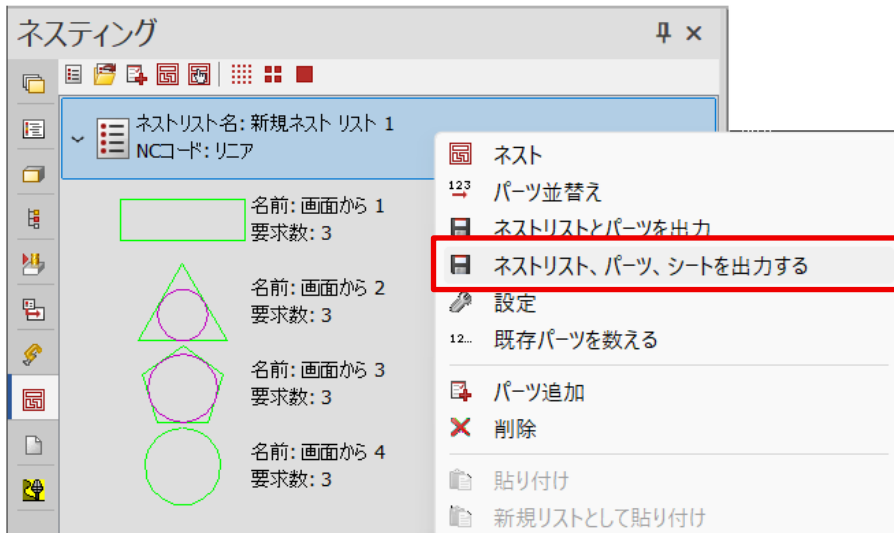 ネスティング
ネストリスト名: 新規ネスト リスト 1
NCコード: リニア
名前: 画面から 1
要求数: 3
名前: 画面から 2
要求数: 3
名前: 画面から 3
要求数: 3
名前: 画面から 4
要求数: 3
ネスト
123
パーツ並替え
ネストリストとパーツを出力
ネストリスト、パーツ、シートを出力する
設定
12...
既存パーツを数える
パーツ追加
削除
貼り付け
新規リストとして貼り付け